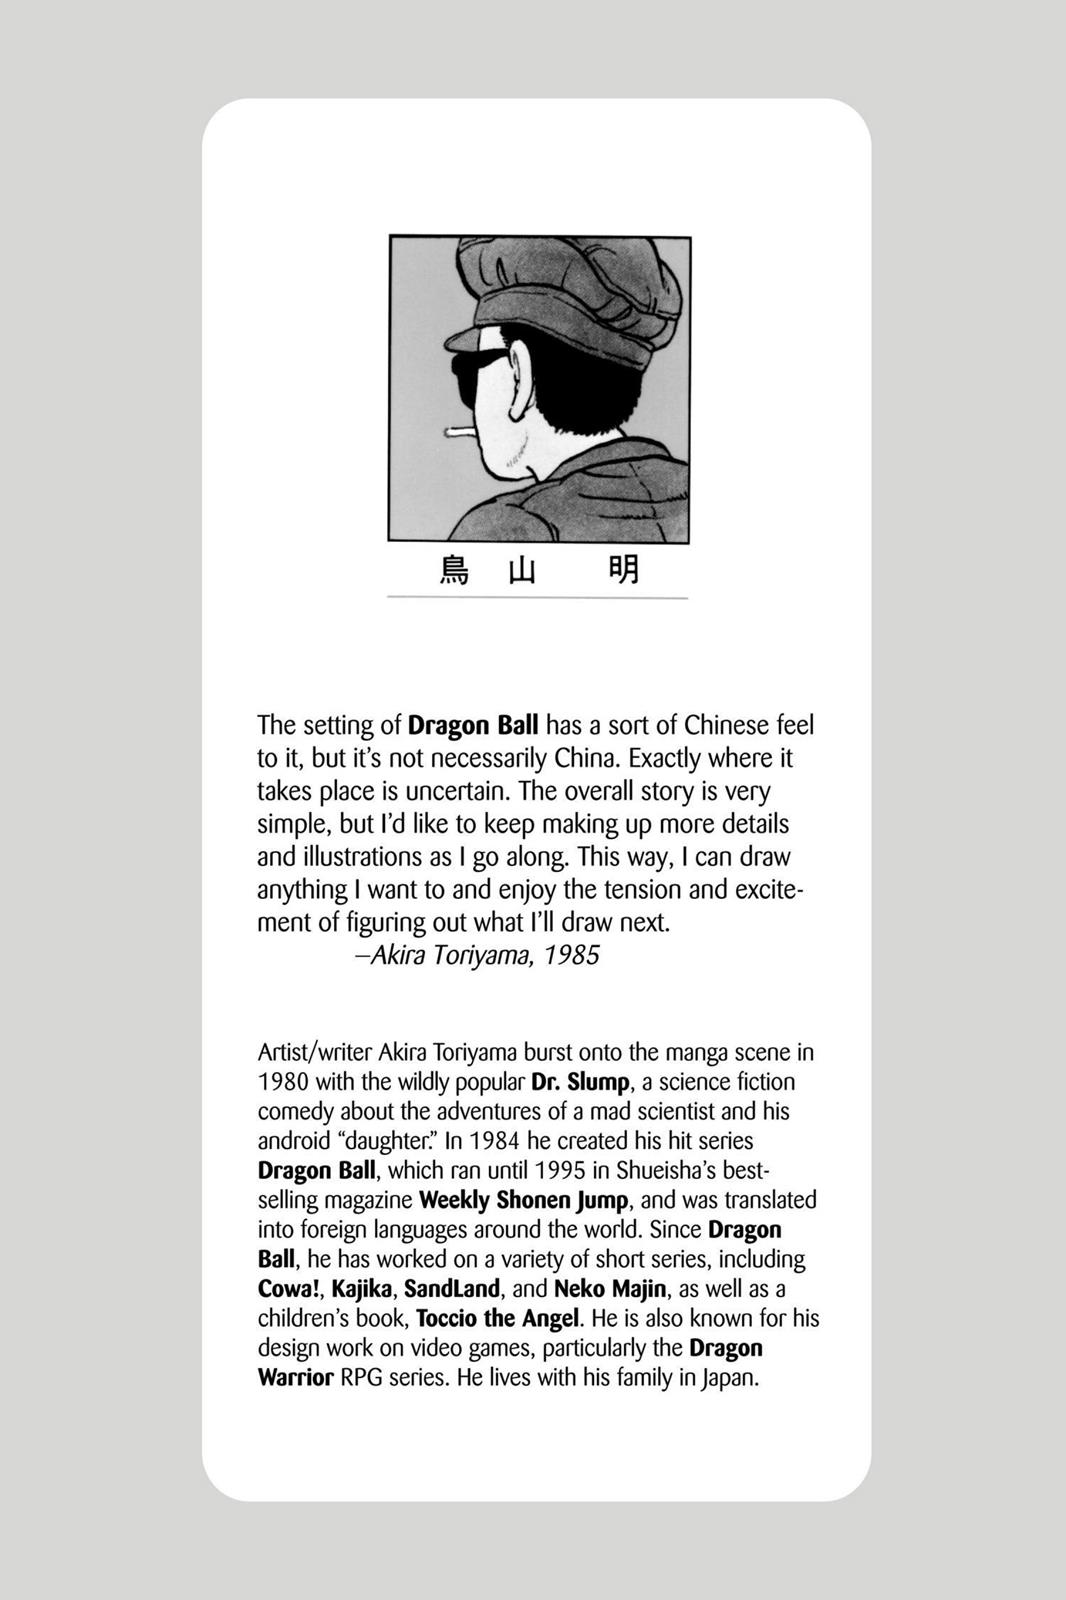 鳥山 明
The setting of Dragon Ball has a sort of Chinese feel
to it, but it's not necessarily China. Exactly where it
takes place is uncertain. The overall story is very
simple, but I'd like to keep making up more details
and illustrations as I go along. This way, I can draw
anything I want to and enjoy the tension and excite-
ment of figuring out what I'll draw next.
—Akira Toriyama, 1985
Artist/writer Akira Toriyama burst onto the manga scene in
1980 with the wildly popular Dr. Slump, a science fiction
comedy about the adventures of a mad scientist and his
android “daughter.” In 1984 he created his hit series
Dragon Ball, which ran until 1995 in Shueisha's best-
selling magazine Weekly Shonen Jump, and was translated
into foreign languages around the world. Since Dragon
Ball, he has worked on a variety of short series, including
Cowa!, Kajika, SandLand, and Neko Majin, as well as a
children's book, Toccio the Angel. He is also known for his
design work on video games, particularly the Dragon
Warrior RPG series. He lives with his family in Japan.